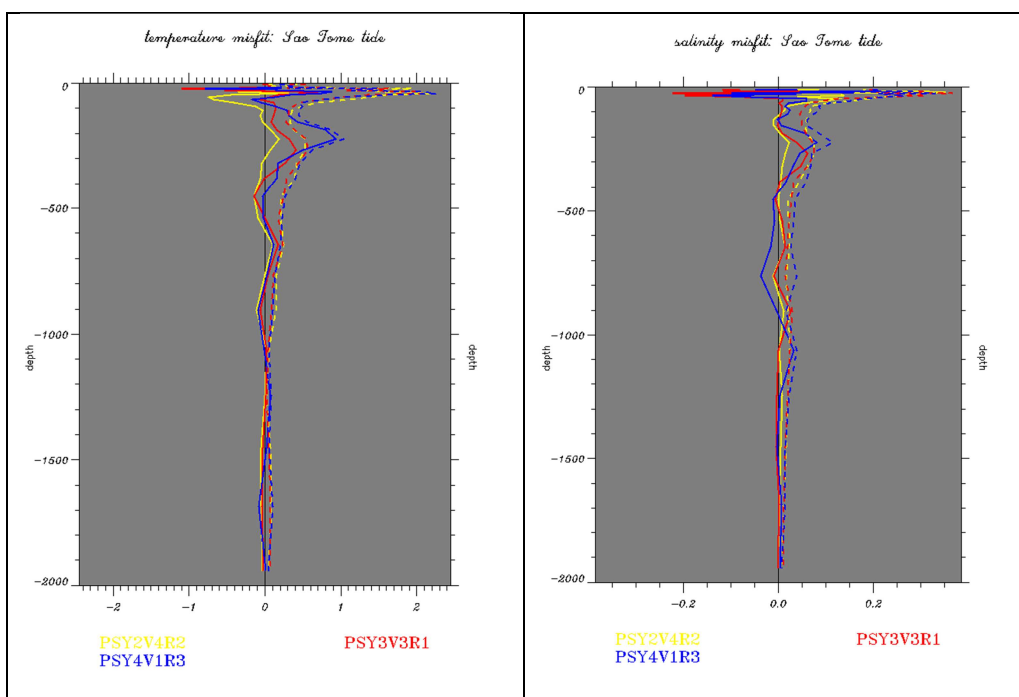 temperature misfit: Sao Tome tide
0
-500
-1000
-1500
-2000
depth
depth
-2 -1 0 1 2
PSY2V4R2 PSY3V3R1
PSY4V1R3
salinity misfit: Sao Tome tide
0
-500
-1000
-1500
-2000
depth
depth
-0.2 0.0 0.2
PSY2V4R2 PSY3V3R1
PSY4V1R3